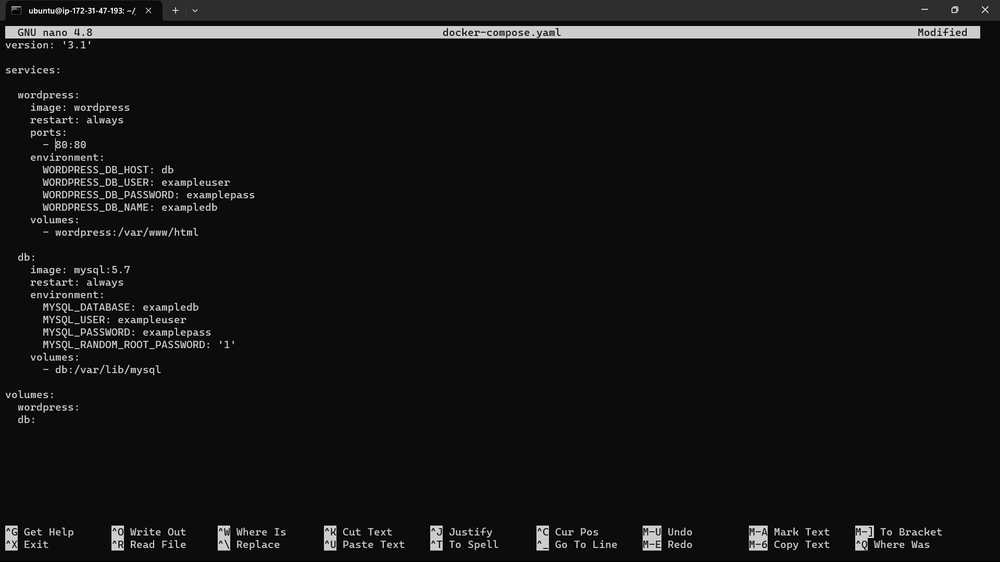 ubuntu@ip-172-31-47-193: ~/
GNU nano 4.8 docker-compose.yaml Modified
version: '3.1'
services:
  wordpress:
    image: wordpress
    restart: always
    ports:
      - 80:80
    environment:
      WORDPRESS_DB_HOST: db
      WORDPRESS_DB_USER: exampleuser
      WORDPRESS_DB_PASSWORD: examplepass
      WORDPRESS_DB_NAME: exampledb
    volumes:
      - wordpress:/var/www/html
  db:
    image: mysql:5.7
    restart: always
    environment:
      MYSQL_DATABASE: exampledb
      MYSQL_USER: exampleuser
      MYSQL_PASSWORD: examplepass
      MYSQL_RANDOM_ROOT_PASSWORD: '1'
    volumes:
      - db:/var/lib/mysql
volumes:
  wordpress:
  db:
^G Get Help ^O Write Out ^W Where Is ^K Cut Text ^J Justify ^C Cur Pos M-U Undo M-A Mark Text M-] To Bracket
^X Exit ^R Read File ^\ Replace ^U Paste Text ^T To Spell ^_ Go To Line M-E Redo M-6 Copy Text ^Q Where Was